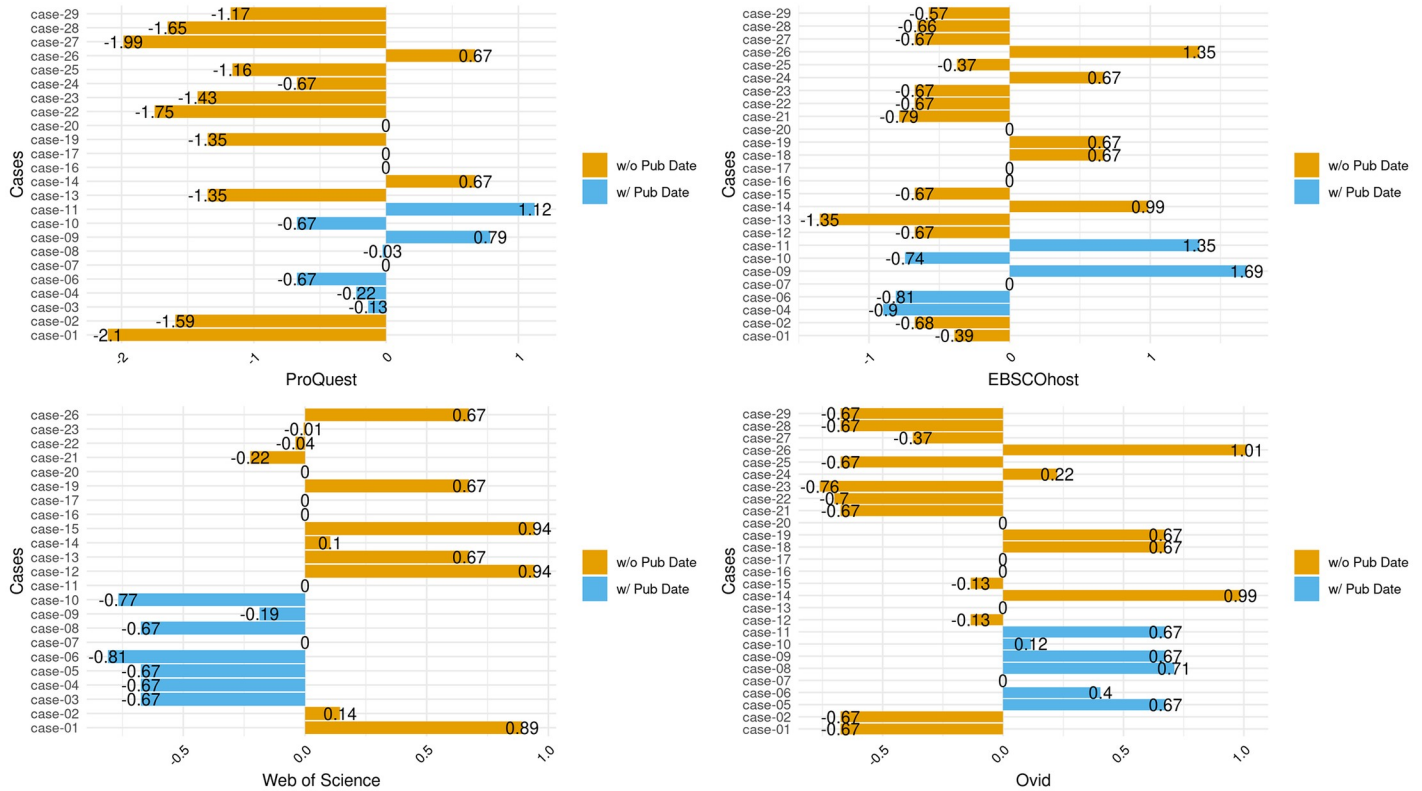 case-29 -1.17
case-28 -1.65
case-27 -1.99
case-26 0.67
case-25 -1.16
case-24 -0.67
case-23 -1.43
case-22 -1.75
case-20 0
case-19 -1.35
case-17 0
case-16 0
case-14 0.67
case-13 -1.35
case-11 1.12
case-10 -0.67
case-09 0.79
case-08 -0.03
case-07 0
case-06 -0.67
case-04 -0.22
case-03 -0.13
case-02 -1.59
case-01 -2.1
Cases
-2 -1 0 1
ProQuest
w/o Pub Date
w/ Pub Date
case-29 -0.57
case-28 -0.66
case-27 -0.67
case-26 1.35
case-25 -0.37
case-24 0.67
case-23 -0.67
case-22 -0.67
case-21 -0.79
case-20 0
case-19 0.67
case-18 0.67
case-17 0
case-16 0
case-15 -0.67
case-14 0.99
case-13 -1.35
case-12 -0.67
case-11 1.35
case-10 -0.74
case-09 1.69
case-07 0
case-06 -0.81
case-04 -0.9
case-02 -0.68
case-01 -0.39
Cases
-1 0 1
EBSCOhost
w/o Pub Date
w/ Pub Date
case-26 0.67
case-23 -0.01
case-22 -0.04
case-21 -0.22
case-20 0
case-19 0.67
case-17 0
case-16 0
case-15 0.94
case-14 0.1
case-13 0.67
case-12 0.94
case-11 0
case-10 -0.77
case-09 -0.19
case-08 -0.67
case-07 0
case-06 -0.81
case-05 -0.67
case-04 -0.67
case-03 -0.67
case-02 0.14
case-01 0.89
Cases
-0.5 0.0 0.5 1.0
Web of Science
w/o Pub Date
w/ Pub Date
case-29 -0.67
case-28 -0.67
case-27 -0.37
case-26 1.01
case-25 -0.67
case-24 0.22
case-23 -0.76
case-22 -0.7
case-21 -0.67
case-20 0
case-19 0.67
case-18 0.67
case-17 0
case-16 0
case-15 -0.13
case-14 0.99
case-13 0
case-12 -0.13
case-11 0.67
case-10 0.12
case-09 0.67
case-08 0.71
case-07 0
case-06 0.4
case-05 0.67
case-02 -0.67
case-01 -0.67
Cases
-0.5 0.0 0.5 1.0
Ovid
w/o Pub Date
w/ Pub Date